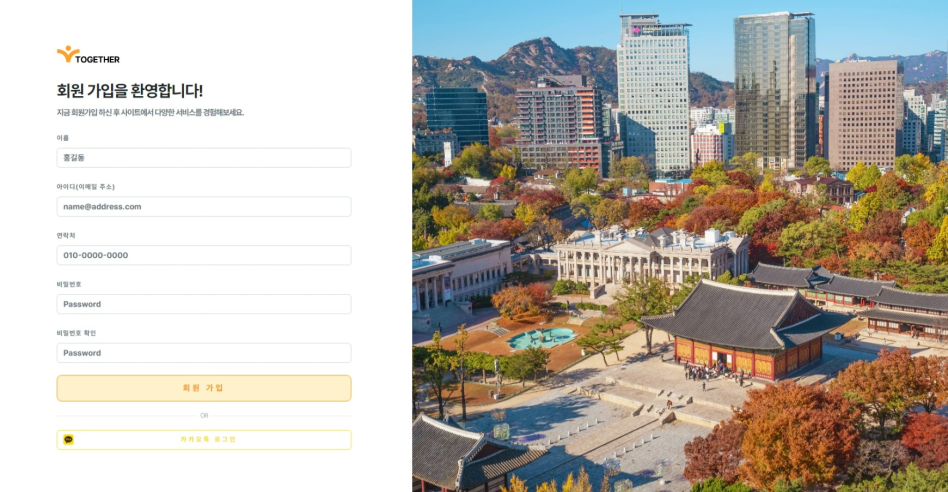 TOGETHER
회원 가입을 환영합니다!
지금 회원가입 하신 후 사이트에서 다양한 서비스를 경험해보세요.
이름
홍길동
아이디(이메일 주소)
name@address.com
연락처
010-0000-0000
비밀번호
Password
비밀번호 확인
Password
회원 가입
OR
카카오톡 로그인